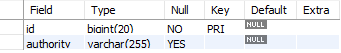 Field Type Null Key Default Extra
id bigint(20) NO PRI NULL
authority varchar(255) YES NULL